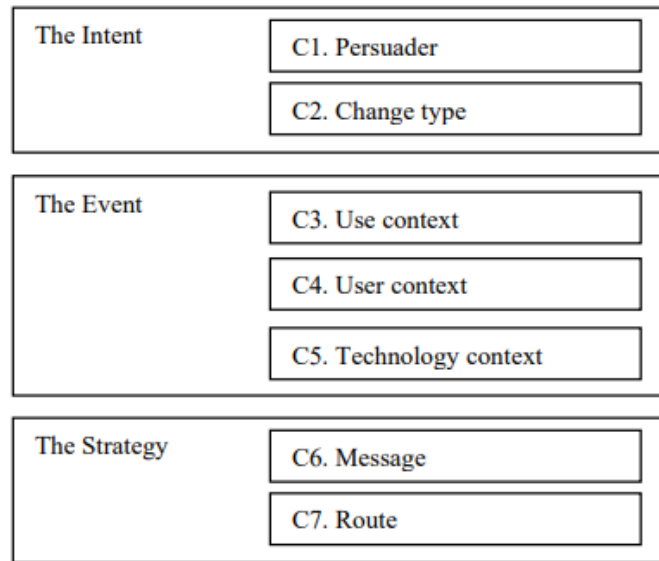 The Intent
C1. Persuader
C2. Change type
The Event
C3. Use context
C4. User context
C5. Technology context
The Strategy
C6. Message
C7. Route